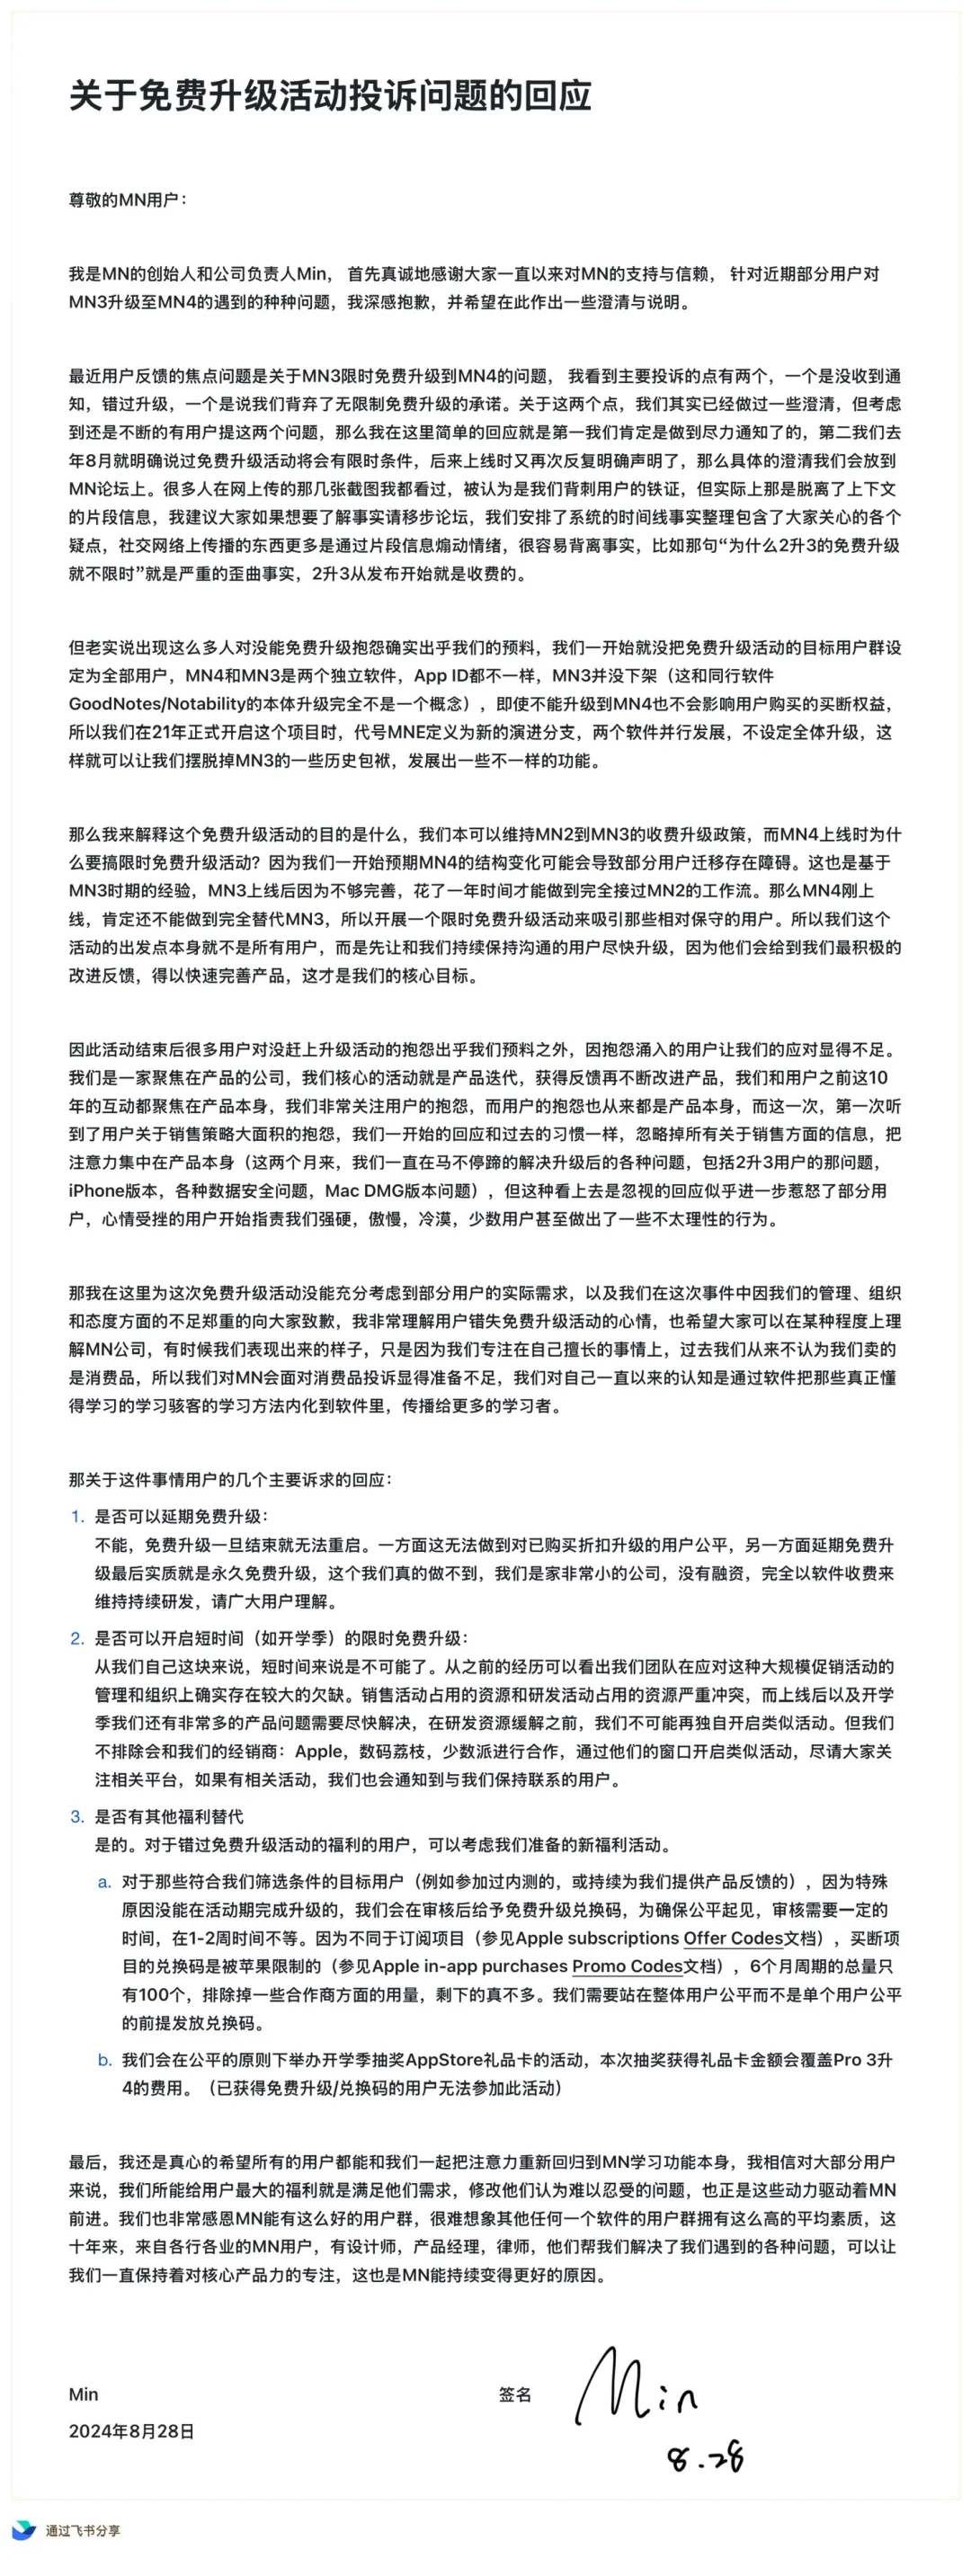 关于免费升级活动投诉问题的回应
尊敬的MN用户：
我是MN的创始人和公司负责人Min， 首先真诚地感谢大家一直以来对MN的支持与信赖， 针对近期部分用户对
MN3升级至MN4的遇到的种种问题，我深感抱歉，并希望在此作出一些澄清与说明。
最近用户反馈的焦点问题是关于MN3限时免费升级到MN4的问题， 我看到主要投诉的点有两个，一个是没收到通
知，错过升级，一个是说我们背弃了无限制免费升级的承诺。关于这两个点，我们其实已经做过一些澄清，但考虑
到还是不断的有用户提这两个问题，那么我在这里简单的回应就是第一我们肯定是做到尽力通知了的，第二我们去
年8月就明确说过免费升级活动将会有限时条件，后来上线时又再次反复明确声明了，那么具体的澄清我们会放到
MN论坛上。很多人在网上传的那几张截图我都看过，被认为是我们背刺用户的铁证，但实际上那是脱离了上下文
的片段信息，我建议大家如果想要了解事实请移步论坛，我们安排了系统的时间线事实整理包含了大家关心的各个
疑点，社交网络上传播的东西更多是通过片段信息煽动情绪，很容易背离事实，比如那句“为什么2升3的免费升级
就不限时”就是严重的歪曲事实，2升3从发布开始就是收费的。
但老实说出现这么多人对没能免费升级抱怨确实出乎我们的预料，我们一开始就没把免费升级活动的目标用户群设
定为全部用户，MN4和MN3是两个独立软件，App ID都不一样，MN3并没下架（这和同行软件
GoodNotes/Notability的本体升级完全不是一个概念），即使不能升级到MN4也不会影响用户购买的买断权益，
所以我们在21年正式开启这个项目时，代号MNE定义为新的演进分支，两个软件并行发展，不设定全体升级，这
样就可以让我们摆脱掉MN3的一些历史包袱，发展出一些不一样的功能。
那么我来解释这个免费升级活动的目的是什么，我们本可以维持MN2到MN3的收费升级政策，而MN4上线时为什
么要搞限时免费升级活动？因为我们一开始预期MN4的结构变化可能会导致部分用户迁移存在障碍。这也是基于
MN3时期的经验，MN3上线后因为不够完善，花了一年时间才能做到完全接过MN2的工作流。那么MN4刚上
线，肯定还不能做到完全替代MN3，所以开展一个限时免费升级活动来吸引那些相对保守的用户。所以我们这个
活动的出发点本身就不是所有用户，而是先让和我们持续保持沟通的用户尽快升级，因为他们会给到我们最积极的
改进反馈，得以快速完善产品，这才是我们的核心目标。
因此活动结束后很多用户对没赶上升级活动的抱怨出乎我们预料之外，因抱怨涌入的用户让我们的应对显得不足。
我们是一家聚焦在产品的公司，我们核心的活动就是产品迭代，获得反馈再不断改进产品，我们和用户之前这10
年的互动都聚焦在产品本身，我们非常关注用户的抱怨，而用户的抱怨也从来都是产品本身，而这一次，第一次听
到了用户关于销售策略大面积的抱怨，我们一开始的回应和过去的习惯一样，忽略掉所有关于销售方面的信息，把
注意力集中在产品本身（这两个月来，我们一直在马不停蹄的解决升级后的各种问题，包括2升3用户的那问题，
iPhone版本，各种数据安全问题，Mac DMG版本问题），但这种看上去是忽视的回应似乎进一步惹怒了部分用
户，心情受挫的用户开始指责我们强硬，傲慢，冷漠，少数用户甚至做出了一些不太理性的行为。
那我在这里为这次免费升级活动没能充分考虑到部分用户的实际需求，以及我们在这次事件中因我们的管理、组织
和态度方面的不足郑重的向大家致歉，我非常理解用户错失免费升级活动的心情，也希望大家可以在某种程度上理
解MN公司，有时候我们表现出来的样子，只是因为我们专注在自己擅长的事情上，过去我们从来不认为我们卖的
是消费品，所以我们对MN会面对消费品投诉显得准备不足，我们对自己一直以来的认知是通过软件把那些真正懂
得学习的学习骇客的学习方法内化到软件里，传播给更多的学习者。
那关于这件事情用户的几个主要诉求的回应：
1. 是否可以延期免费升级：
不能，免费升级一旦结束就无法重启。一方面这无法做到对已购买折扣升级的用户公平，另一方面延期免费升
级最后实质就是永久免费升级，这个我们真的做不到，我们是家非常小的公司，没有融资，完全以软件收费来
维持持续研发，请广大用户理解。
2. 是否可以开启短时间（如开学季）的限时免费升级：
从我们自己这块来说，短时间来说是不可能了。从之前的经历可以看出我们团队在应对这种大规模促销活动的
管理和组织上确实存在较大的欠缺。销售活动占用的资源和研发活动占用的资源严重冲突，而上线后以及开学
季我们还有非常多的产品问题需要尽快解决，在研发资源缓解之前，我们不可能再独自开启类似活动。但我们
不排除会和我们的经销商：Apple，数码荔枝，少数派进行合作，通过他们的窗口开启类似活动，尽请大家关
注相关平台，如果有相关活动，我们也会通知到与我们保持联系的用户。
3. 是否有其他福利替代
是的。对于错过免费升级活动的福利的用户，可以考虑我们准备的新福利活动。
a. 对于那些符合我们筛选条件的目标用户（例如参加过内测的，或持续为我们提供产品反馈的），因为特殊
原因没能在活动期完成升级的，我们会在审核后给予免费升级兑换码，为确保公平起见，审核需要一定的
时间，在1-2周时间不等。因为不同于订阅项目（参见Apple subscriptions Offer Codes文档），买断项
目的兑换码是被苹果限制的（参见Apple in-app purchases Promo Codes文档），6个月周期的总量只
有100个，排除掉一些合作商方面的用量，剩下的真不多。我们需要站在整体用户公平而不是单个用户公平
的前提发放兑换码。
b. 我们会在公平的原则下举办开学季抽奖AppStore礼品卡的活动，本次抽奖获得礼品卡金额会覆盖Pro 3升
4的费用。（已获得免费升级/兑换码的用户无法参加此活动）
最后，我还是真心的希望所有的用户都能和我们一起把注意力重新回归到MN学习功能本身，我相信对大部分用户
来说，我们所能给用户最大的福利就是满足他们需求，修改他们认为难以忍受的问题，也正是这些动力驱动着MN
前进。我们也非常感恩MN能有这么好的用户群，很难想象其他任何一个软件的用户群拥有这么高的平均素质，这
十年来，来自各行各业的MN用户，有设计师，产品经理，律师，他们帮我们解决了我们遇到的各种问题，可以让
我们一直保持着对核心产品力的专注，这也是MN能持续变得更好的原因。
Min 签名 Min
2024年8月28日 8.28
通过飞书分享